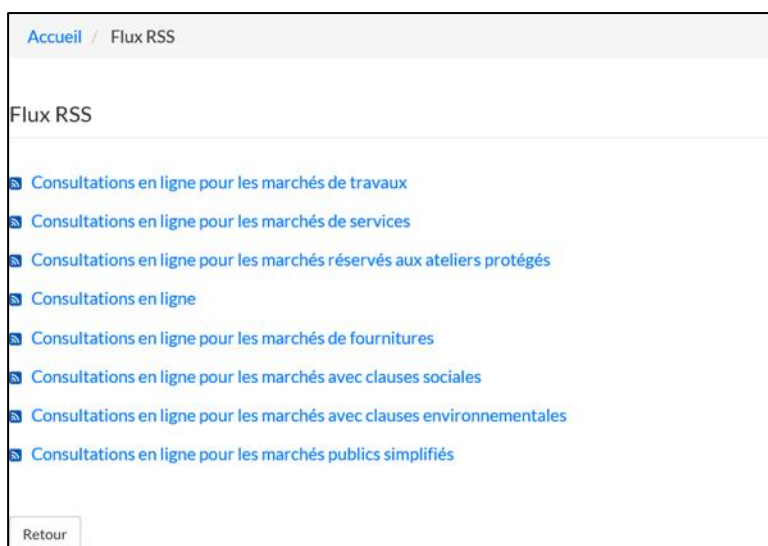 Accueil / Flux RSS
Flux RSS
Consultations en ligne pour les marchés de travaux
Consultations en ligne pour les marchés de services
Consultations en ligne pour les marchés réservés aux ateliers protégés
Consultations en ligne
Consultations en ligne pour les marchés de fournitures
Consultations en ligne pour les marchés avec clauses sociales
Consultations en ligne pour les marchés avec clauses environnementales
Consultations en ligne pour les marchés publics simplifiés
Retour